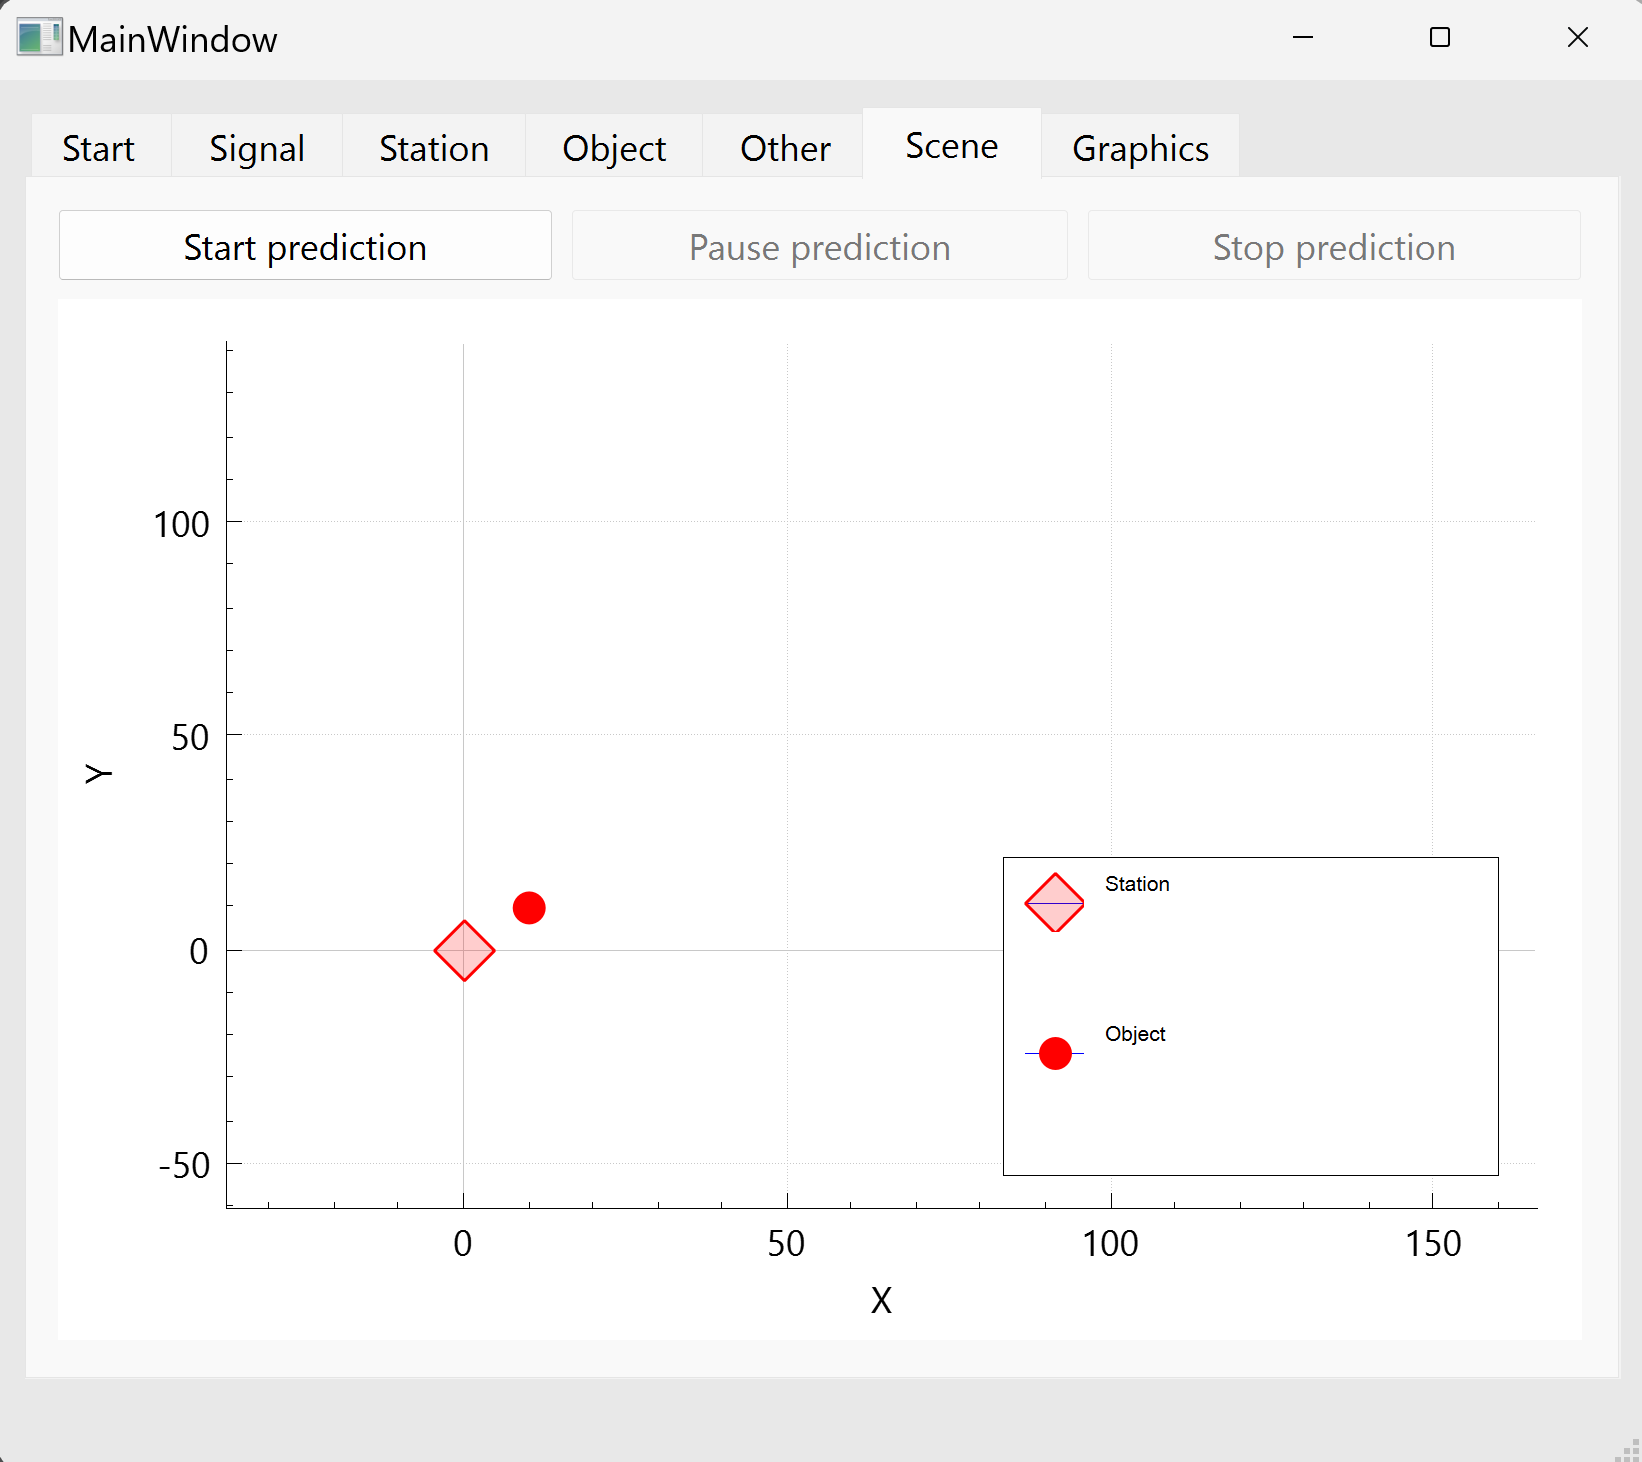 MainWindow
Start Signal Station Object Other Scene Graphics
Start prediction Pause prediction Stop prediction
100
50
Y
0
-50
Station
Object
0 50 100 150
X